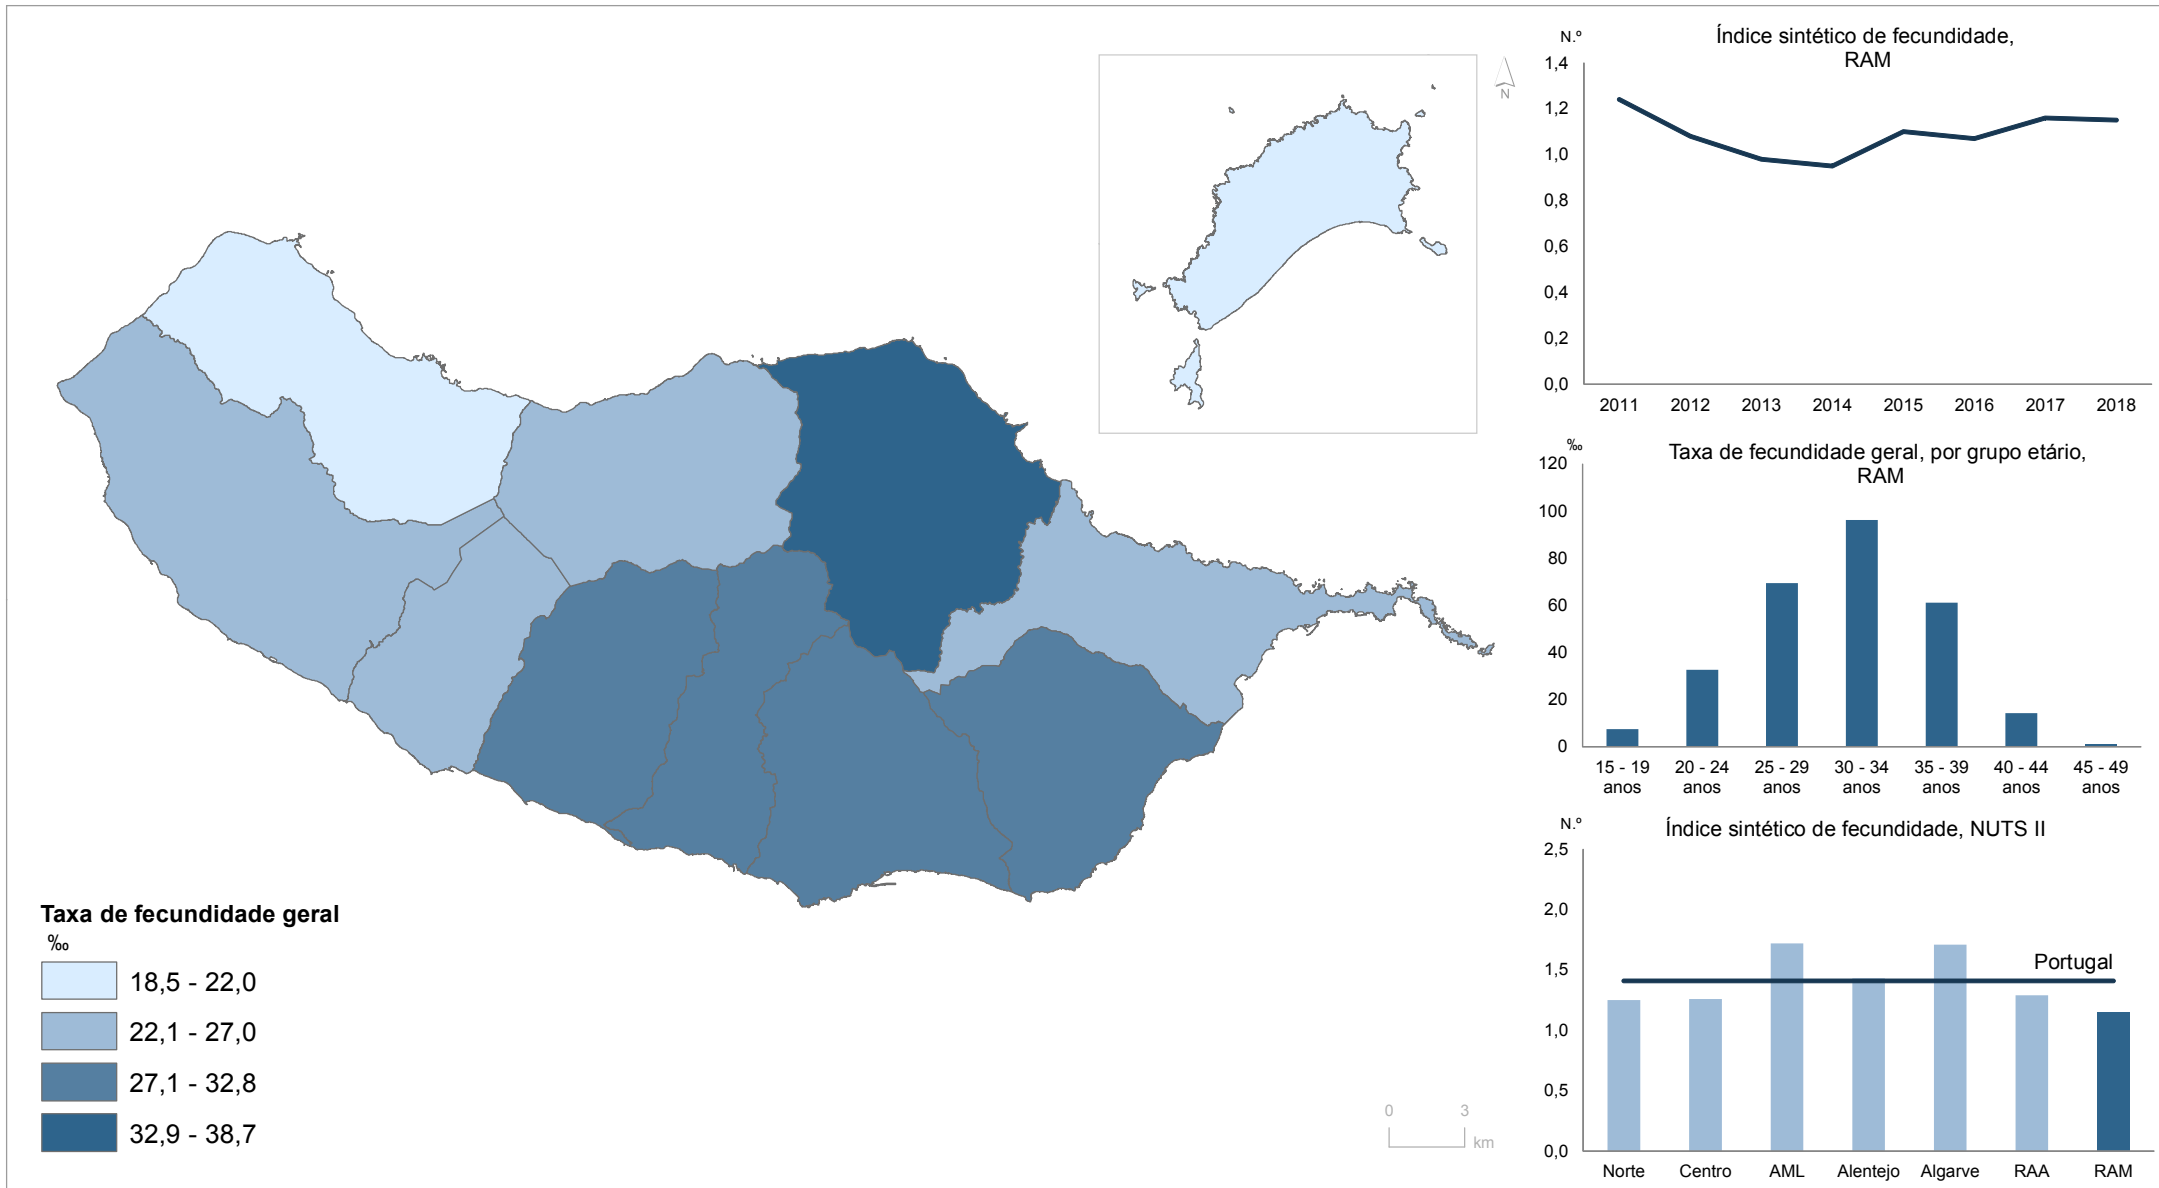 N
Taxa de fecundidade geral
‰
18,5 - 22,0
22,1 - 27,0
27,1 - 32,8
32,9 - 38,7
0 3
km
N.º
Índice sintético de fecundidade,
RAM
1,4
1,2
1,0
0,8
0,6
0,4
0,2
0,0
2011 2012 2013 2014 2015 2016 2017 2018
‰
Taxa de fecundidade geral, por grupo etário,
RAM
120
100
80
60
40
20
0
15 - 19 20 - 24 25 - 29 30 - 34 35 - 39 40 - 44 45 - 49
anos anos anos anos anos anos anos
N.º
Índice sintético de fecundidade, NUTS II
2,5
2,0
1,5
1,0
0,5
0,0
Portugal
Norte Centro AML Alentejo Algarve RAA RAM